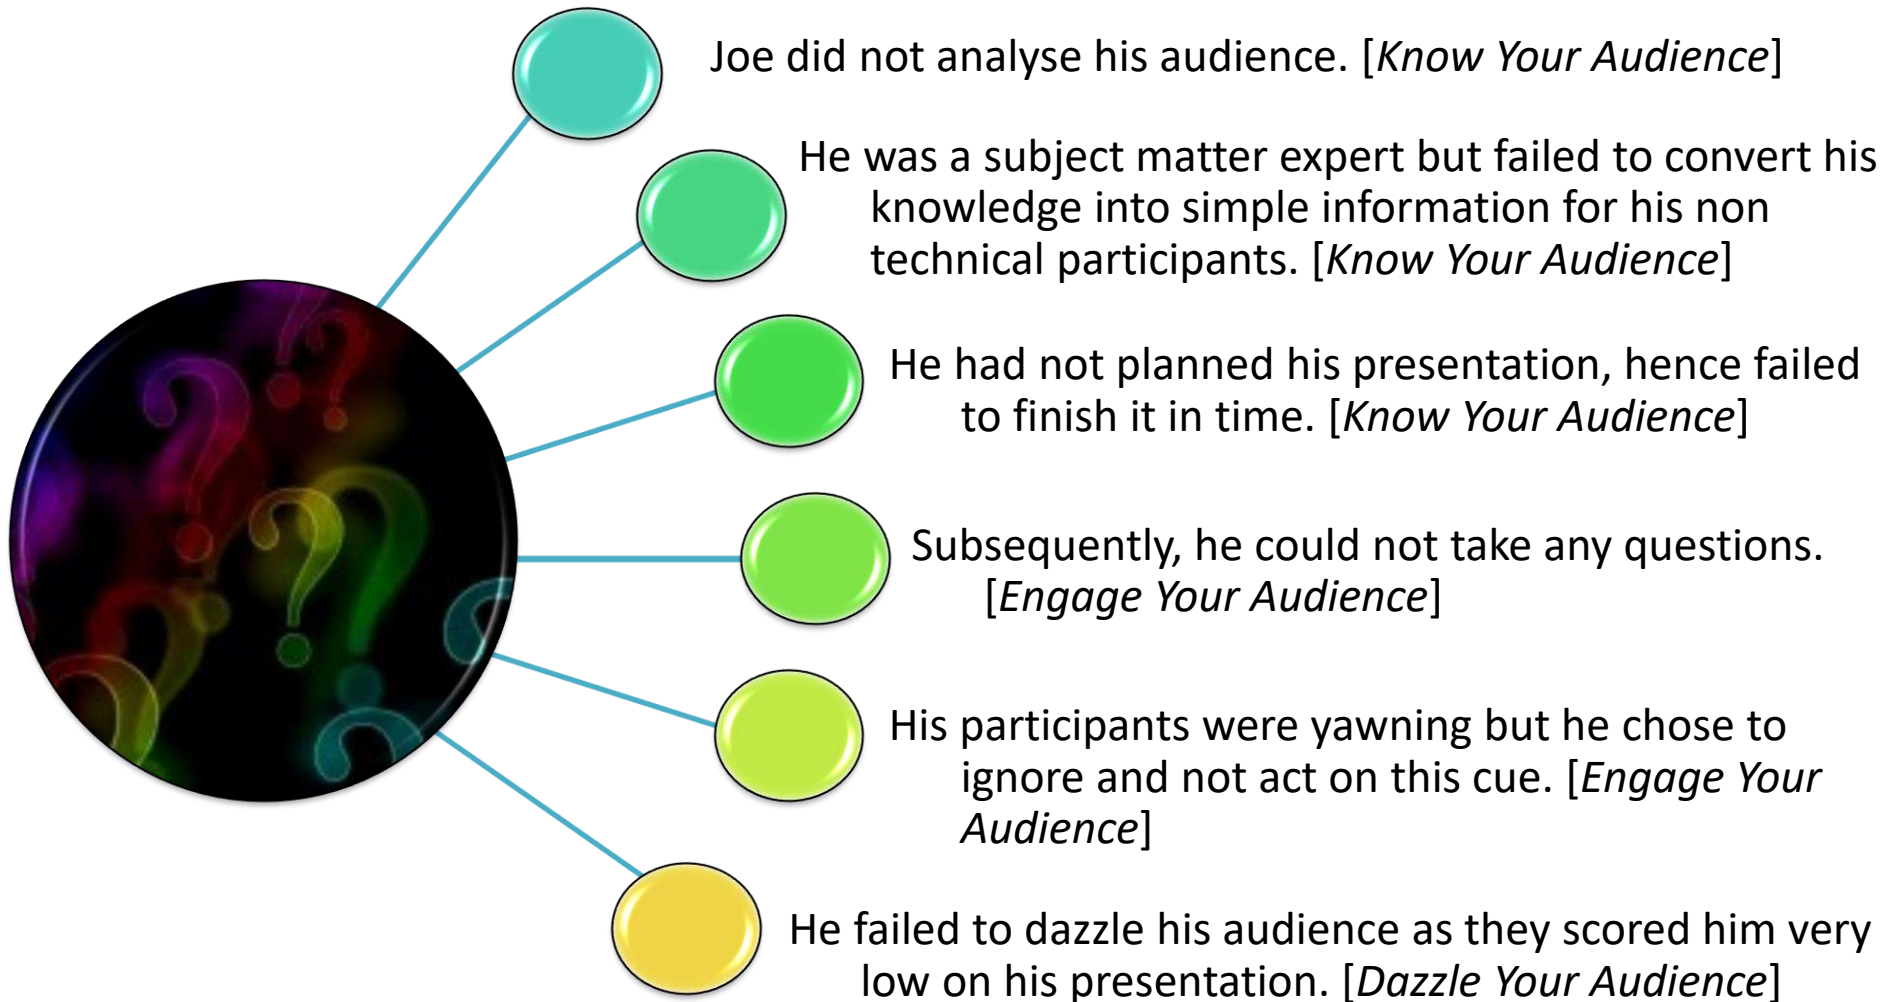 Joe did not analyse his audience. [Know Your Audience]
He was a subject matter expert but failed to convert his
knowledge into simple information for his non
technical participants. [Know Your Audience]
He had not planned his presentation, hence failed
to finish it in time. [Know Your Audience]
Subsequently, he could not take any questions.
[Engage Your Audience]
His participants were yawning but he chose to
ignore and not act on this cue. [Engage Your
Audience]
He failed to dazzle his audience as they scored him very
low on his presentation. [Dazzle Your Audience]